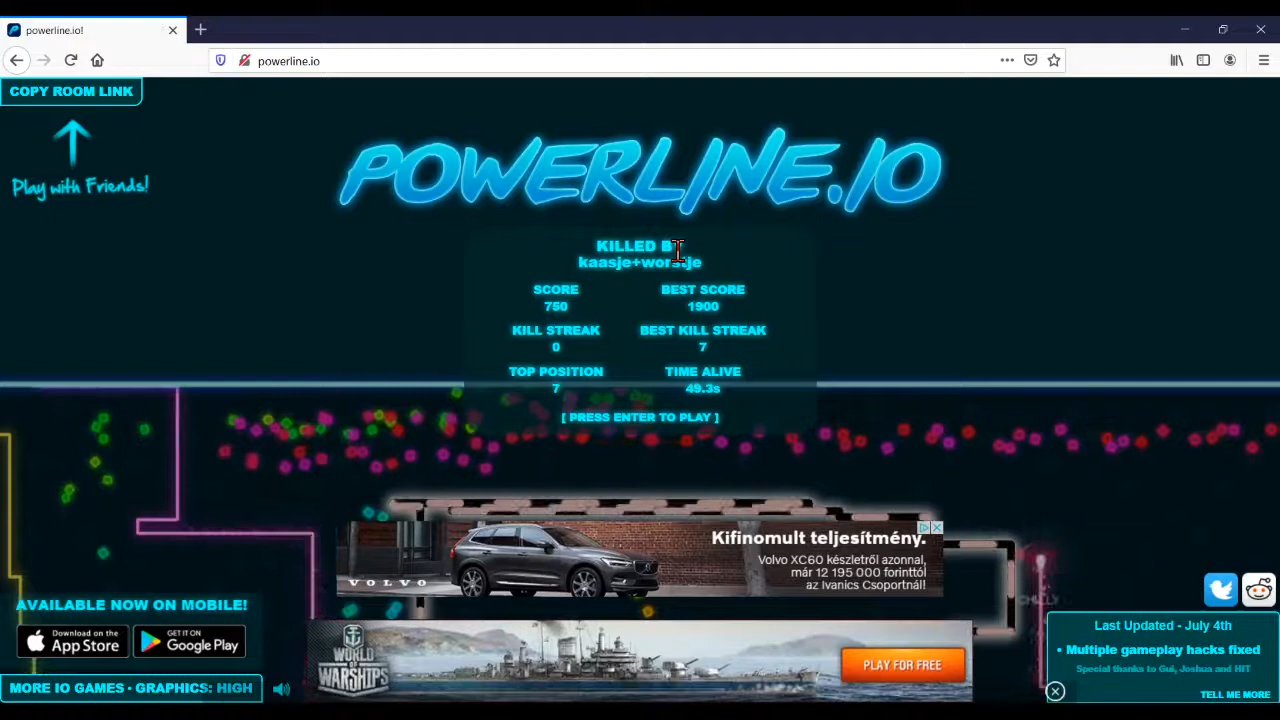 powerline.io!
powerline.io
COPY ROOM LINK
Play with Friends!
POWERLINE.IO
KILLED BY
kaasje+worstje
SCORE
750
BEST SCORE
1900
KILL STREAK
0
BEST KILL STREAK
7
TOP POSITION
7
TIME ALIVE
49.3s
[ PRESS ENTER TO PLAY ]
Kifinomult teljesítmény.
Volvo XC60 készletről azonnal,
már 12 195 000 forinttól
az Ivanics Csoportnál!
VOLVO
AVAILABLE NOW ON MOBILE!
Download on the
App Store
GET IT ON
Google Play
WORLD
OF
WARSHIPS
PLAY FOR FREE
Last Updated - July 4th
• Multiple gameplay hacks fixed
Special thanks to Gui, Joshua and HIT
TELL ME MORE
MORE IO GAMES • GRAPHICS: HIGH